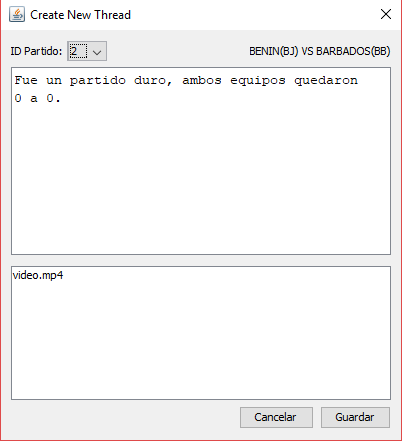 Create New Thread
ID Partido: 2 BENIN(BJ) VS BARBADOS(BB)
Fue un partido duro, ambos equipos quedaron
0 a 0.
video.mp4
Cancelar Guardar